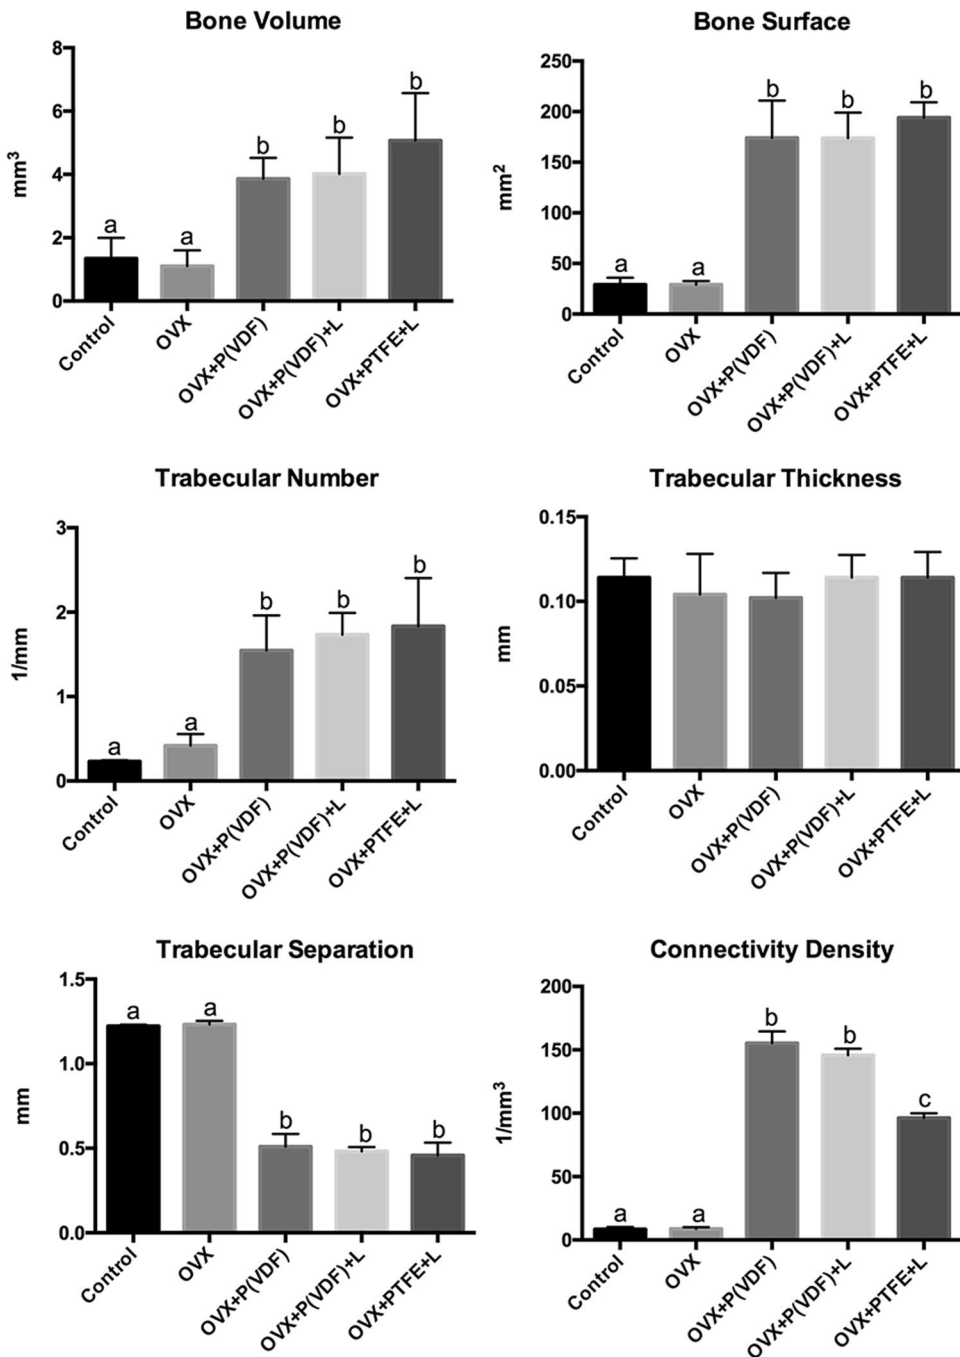 Bone Volume
mm³
8
6
4
2
0
a
a
b
b
b
Control
OVX
OVX+P(VDF)
OVX+P(VDF)+L
OVX+PTFE+L
Bone Surface
mm²
250
200
150
100
50
0
a
a
b
b
b
Control
OVX
OVX+P(VDF)
OVX+P(VDF)+L
OVX+PTFE+L
Trabecular Number
1/mm
3
2
1
0
a
a
b
b
b
Control
OVX
OVX+P(VDF)
OVX+P(VDF)+L
OVX+PTFE+L
Trabecular Thickness
mm
0.15
0.10
0.05
0.00
Control
OVX
OVX+P(VDF)
OVX+P(VDF)+L
OVX+PTFE+L
Trabecular Separation
mm
1.5
1.0
0.5
0.0
a
a
b
b
b
Control
OVX
OVX+P(VDF)
OVX+P(VDF)+L
OVX+PTFE+L
Connectivity Density
1/mm³
200
150
100
50
0
a
a
b
b
c
Control
OVX
OVX+P(VDF)
OVX+P(VDF)+L
OVX+PTFE+L